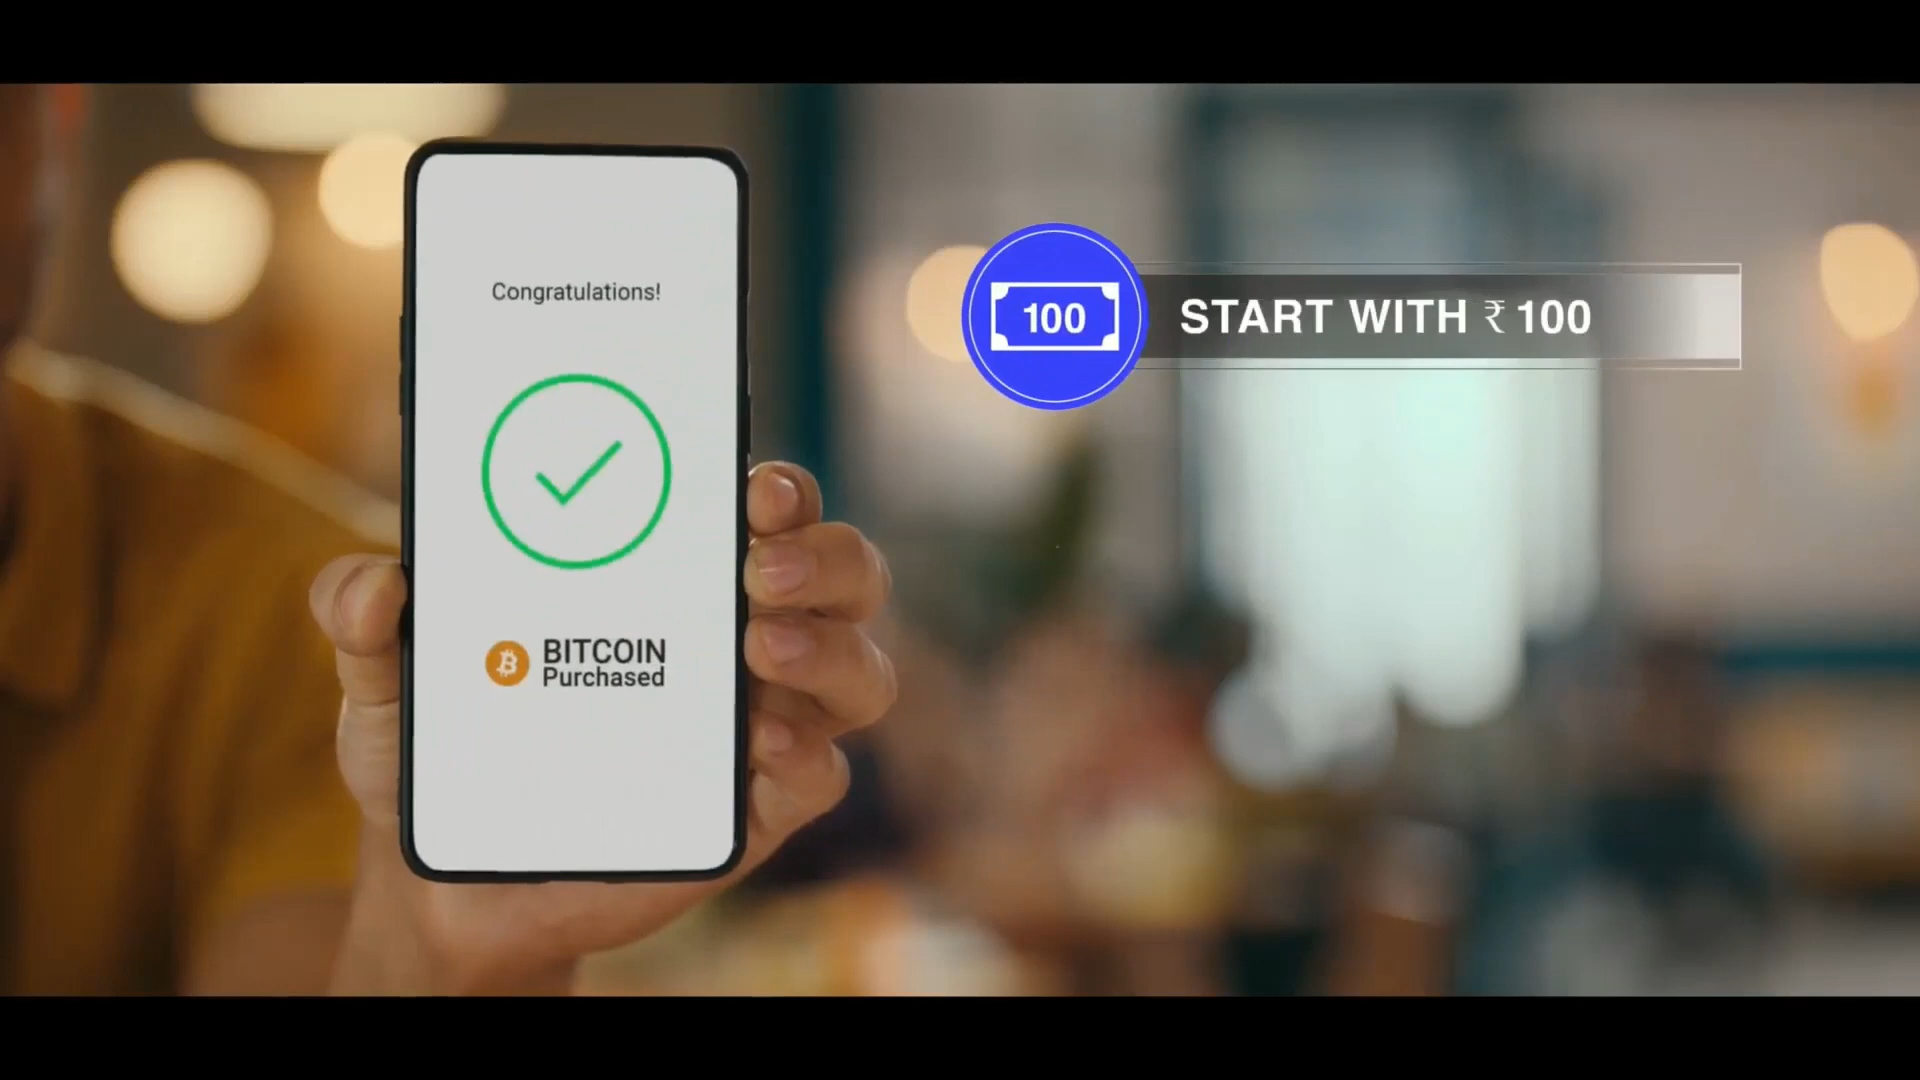 Congratulations!
BITCOIN
Purchased
100
START WITH ₹ 100